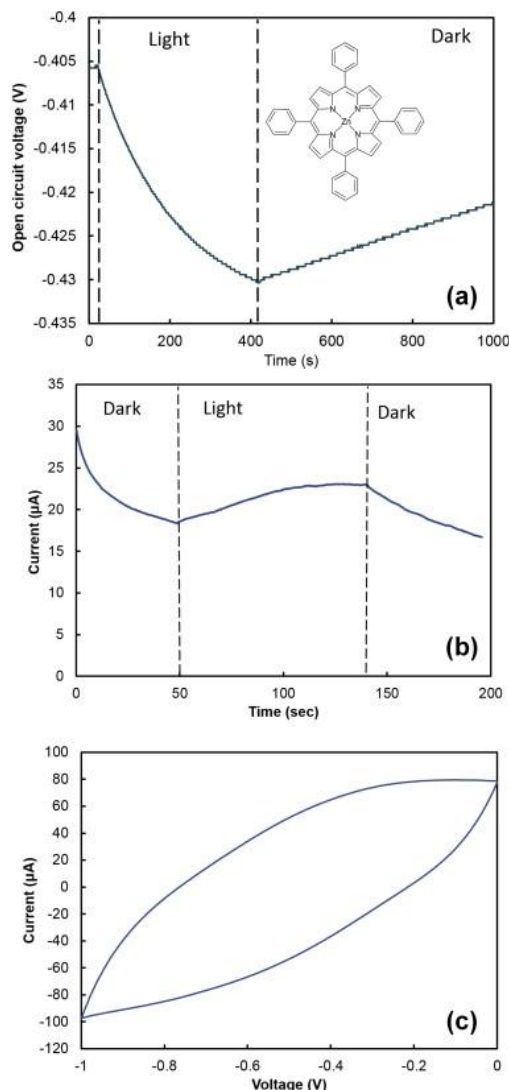 -0.4
Light
Dark
-0.405
-0.41
-0.415
-0.42
-0.425
-0.43
-0.435
Open circuit voltage (V)
N
N
Zn
N
N
(a)
0
200
400
600
800
1000
Time (s)
35
30
25
20
15
10
5
0
Current (µA)
Dark
Light
Dark
(b)
0
50
100
150
200
Time (sec)
100
80
60
40
20
0
-20
-40
-60
-80
-100
-120
Current (µA)
(c)
-1
-0.8
-0.6
-0.4
-0.2
0
Voltage (V)